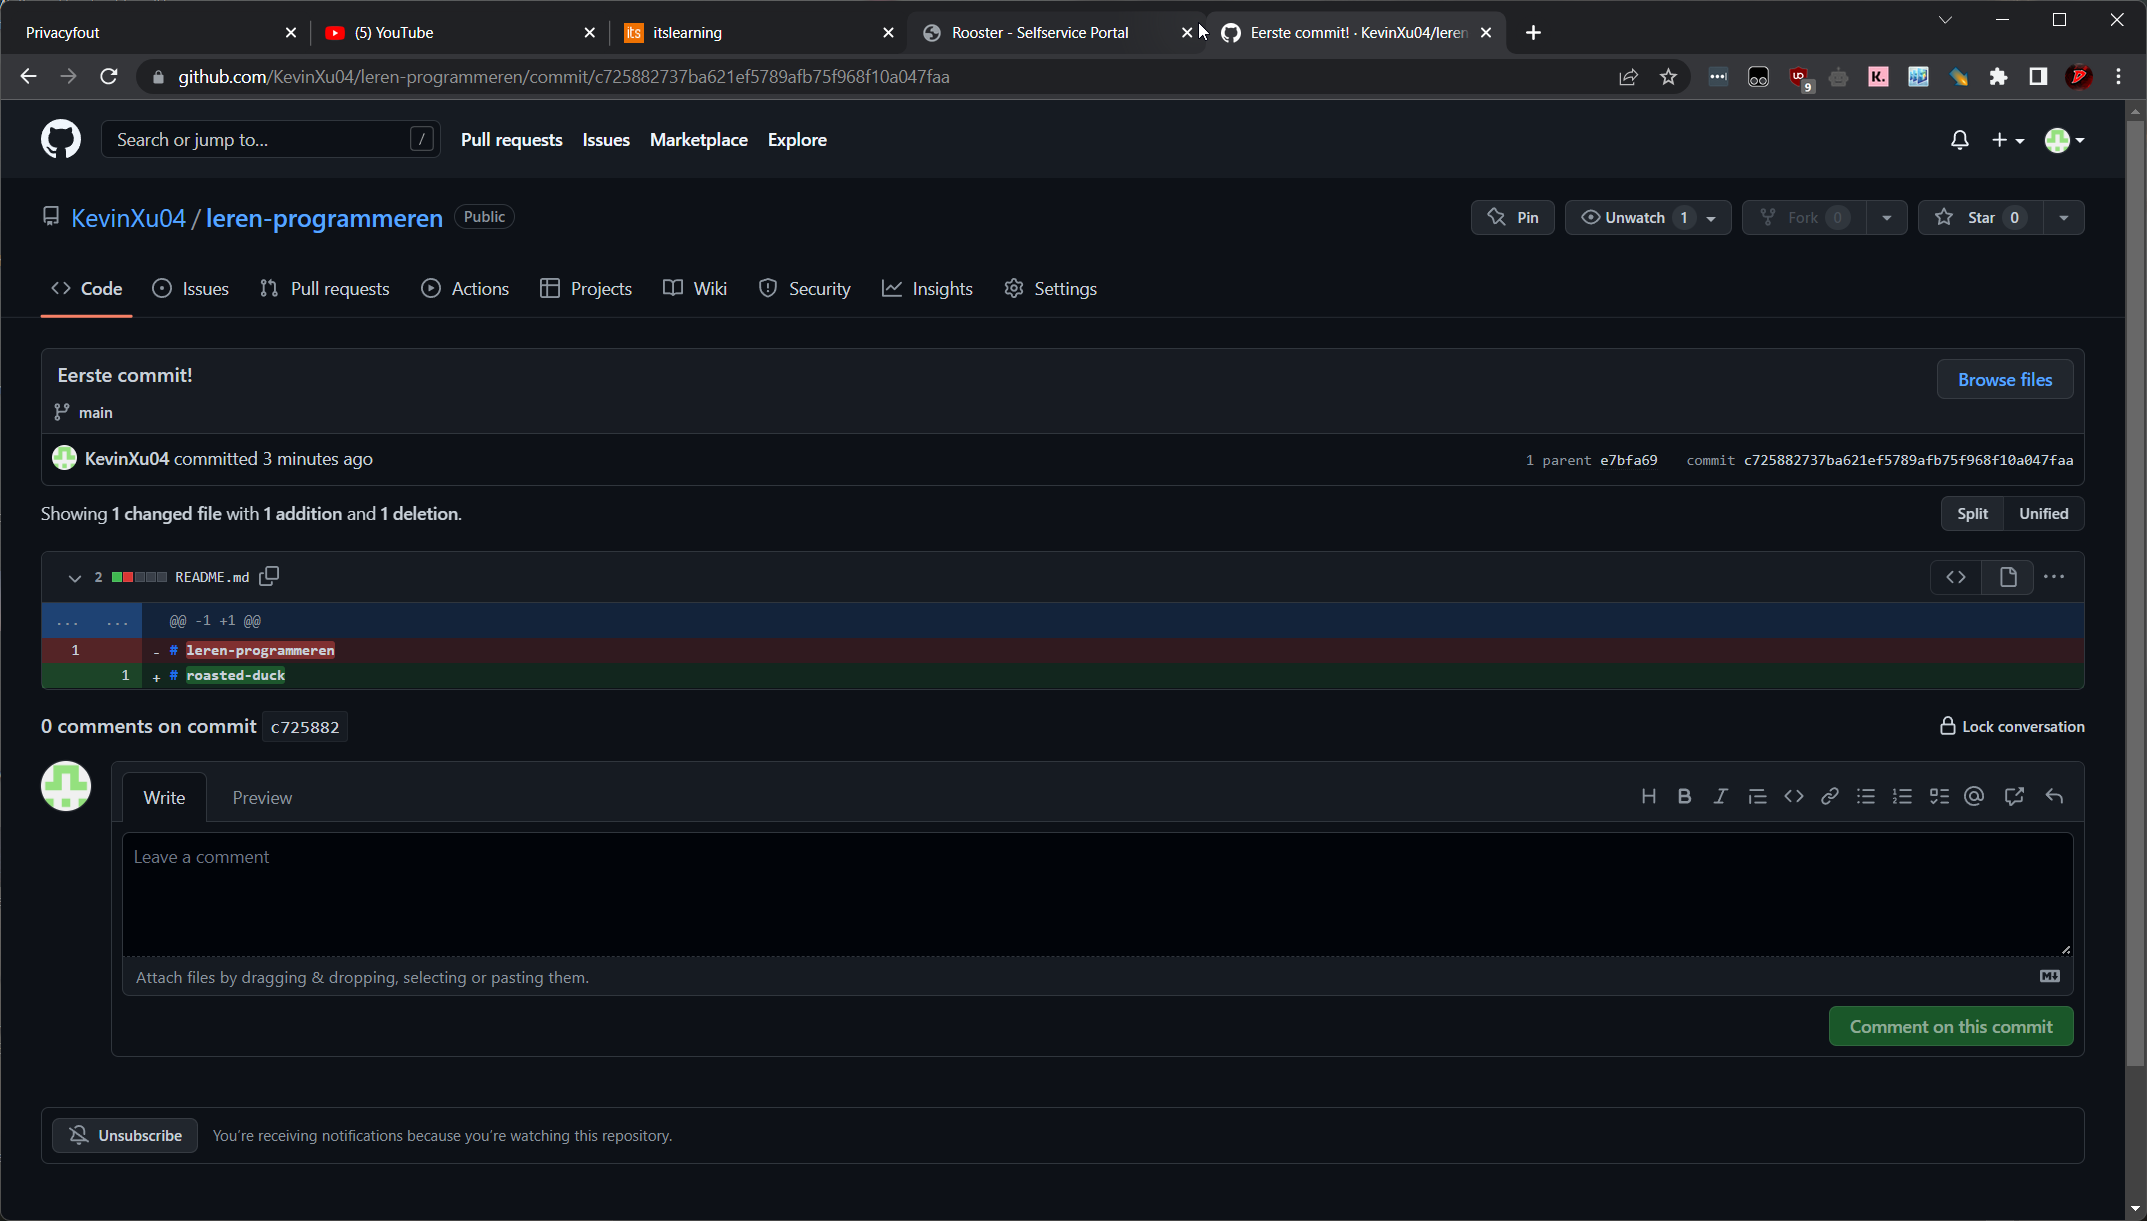 Privacyfout
(5) YouTube
its itslearning
Rooster - Selfservice Portal
Eerste commit! · KevinXu04/leren
github.com/KevinXu04/leren-programmeren/commit/c725882737ba621ef5789afb75f968f10a047faa
9
K.
Search or jump to... /
Pull requests Issues Marketplace Explore
KevinXu04 / leren-programmeren Public
Pin
Unwatch 1
Fork 0
Star 0
Code Issues Pull requests Actions Projects Wiki Security Insights Settings
Eerste commit!
Browse files
main
KevinXu04 committed 3 minutes ago
1 parent e7bfa69 commit c725882737ba621ef5789afb75f968f10a047faa
Showing 1 changed file with 1 addition and 1 deletion.
Split Unified
2 README.md
... ... @@ -1 +1 @@
1 - # leren-programmeren
1 + # roasted-duck
0 comments on commit c725882
Lock conversation
Write Preview
Leave a comment
Attach files by dragging & dropping, selecting or pasting them.
Comment on this commit
Unsubscribe You're receiving notifications because you're watching this repository.